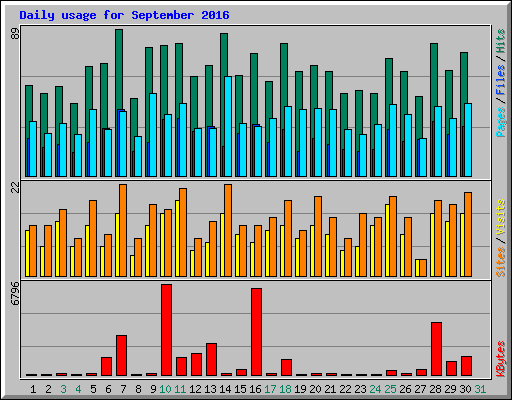 Daily usage for September 2016
89
Pages / Files / Hits
22
Sites / Visits
6796
KBytes
1 2 3 4 5 6 7 8 9 10 11 12 13 14 15 16 17 18 19 20 21 22 23 24 25 26 27 28 29 30 31